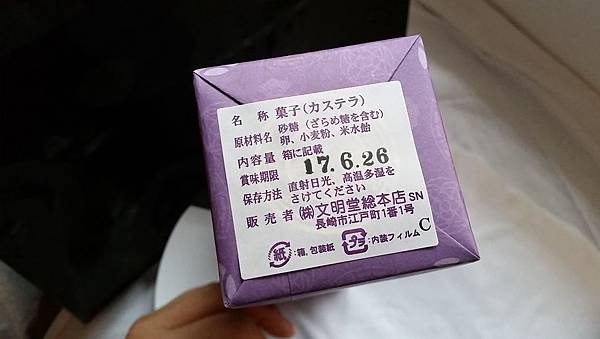 名 称 菓子(カステラ)
原材料名 砂糖(ざらめ糖を含む)
卵、小麦粉、米水飴
内容量 箱に記載
賞味期限 17.6.26
保存方法 直射日光、高温多湿を
さけてください
販売者 ㈱文明堂総本店 SN
長崎市江戸町1番1号
紙:箱,包装紙 プラ:内装フィルム C